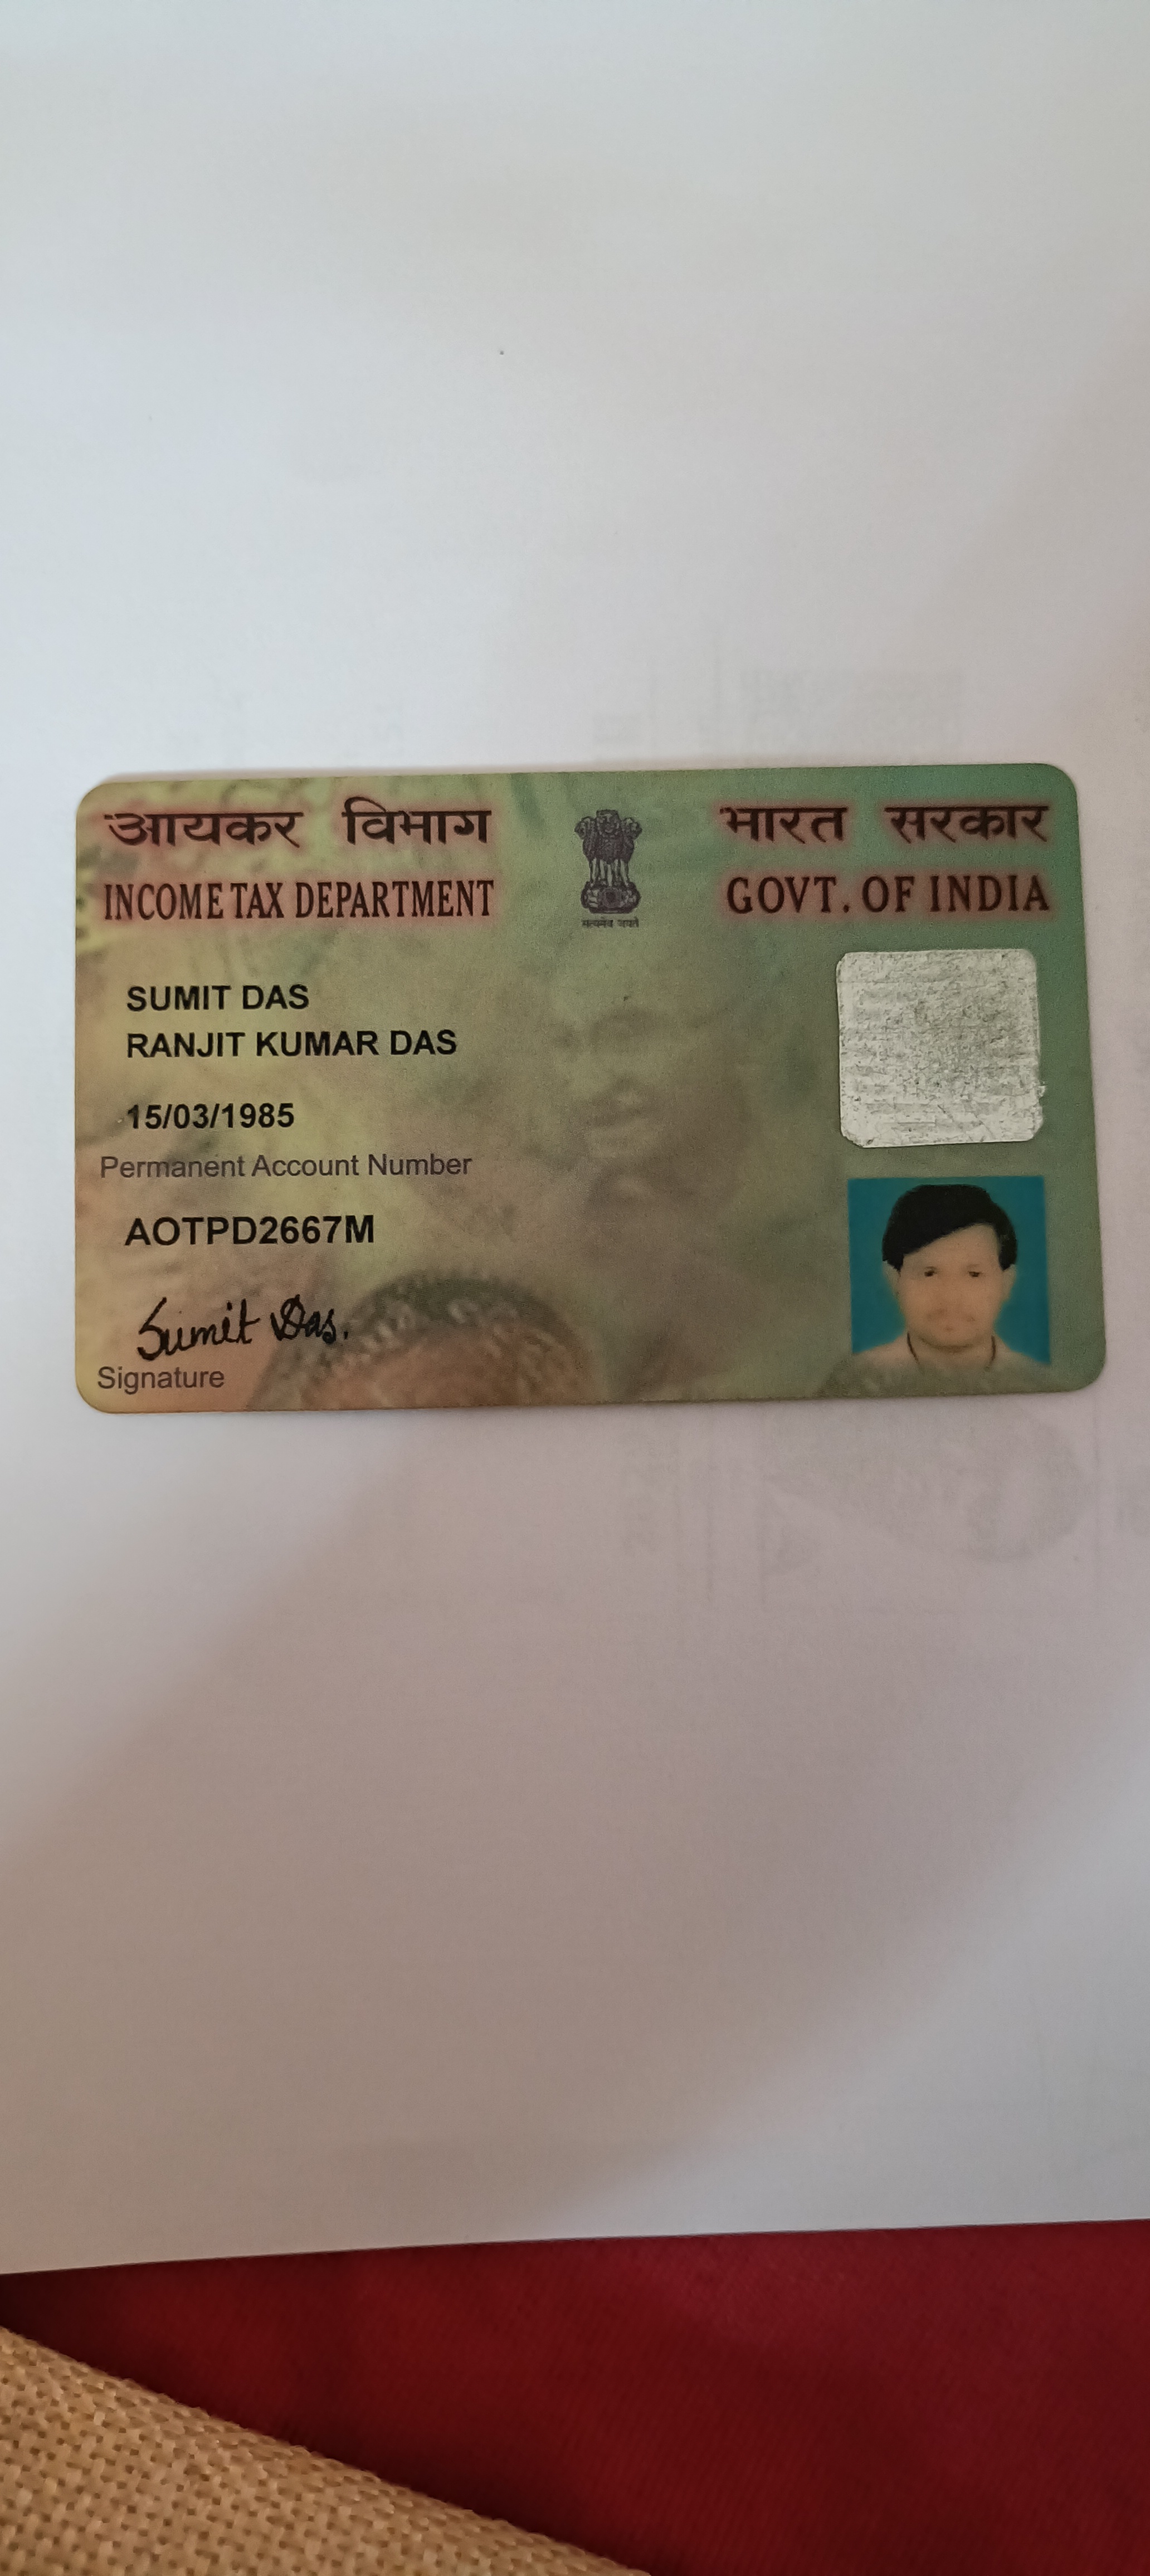 आयकर विभाग
INCOME TAX DEPARTMENT
सत्यमेव जयते
भारत सरकार
GOVT. OF INDIA
SUMIT DAS
RANJIT KUMAR DAS
15/03/1985
Permanent Account Number
AOTPD2667M
Sumit Das.
Signature